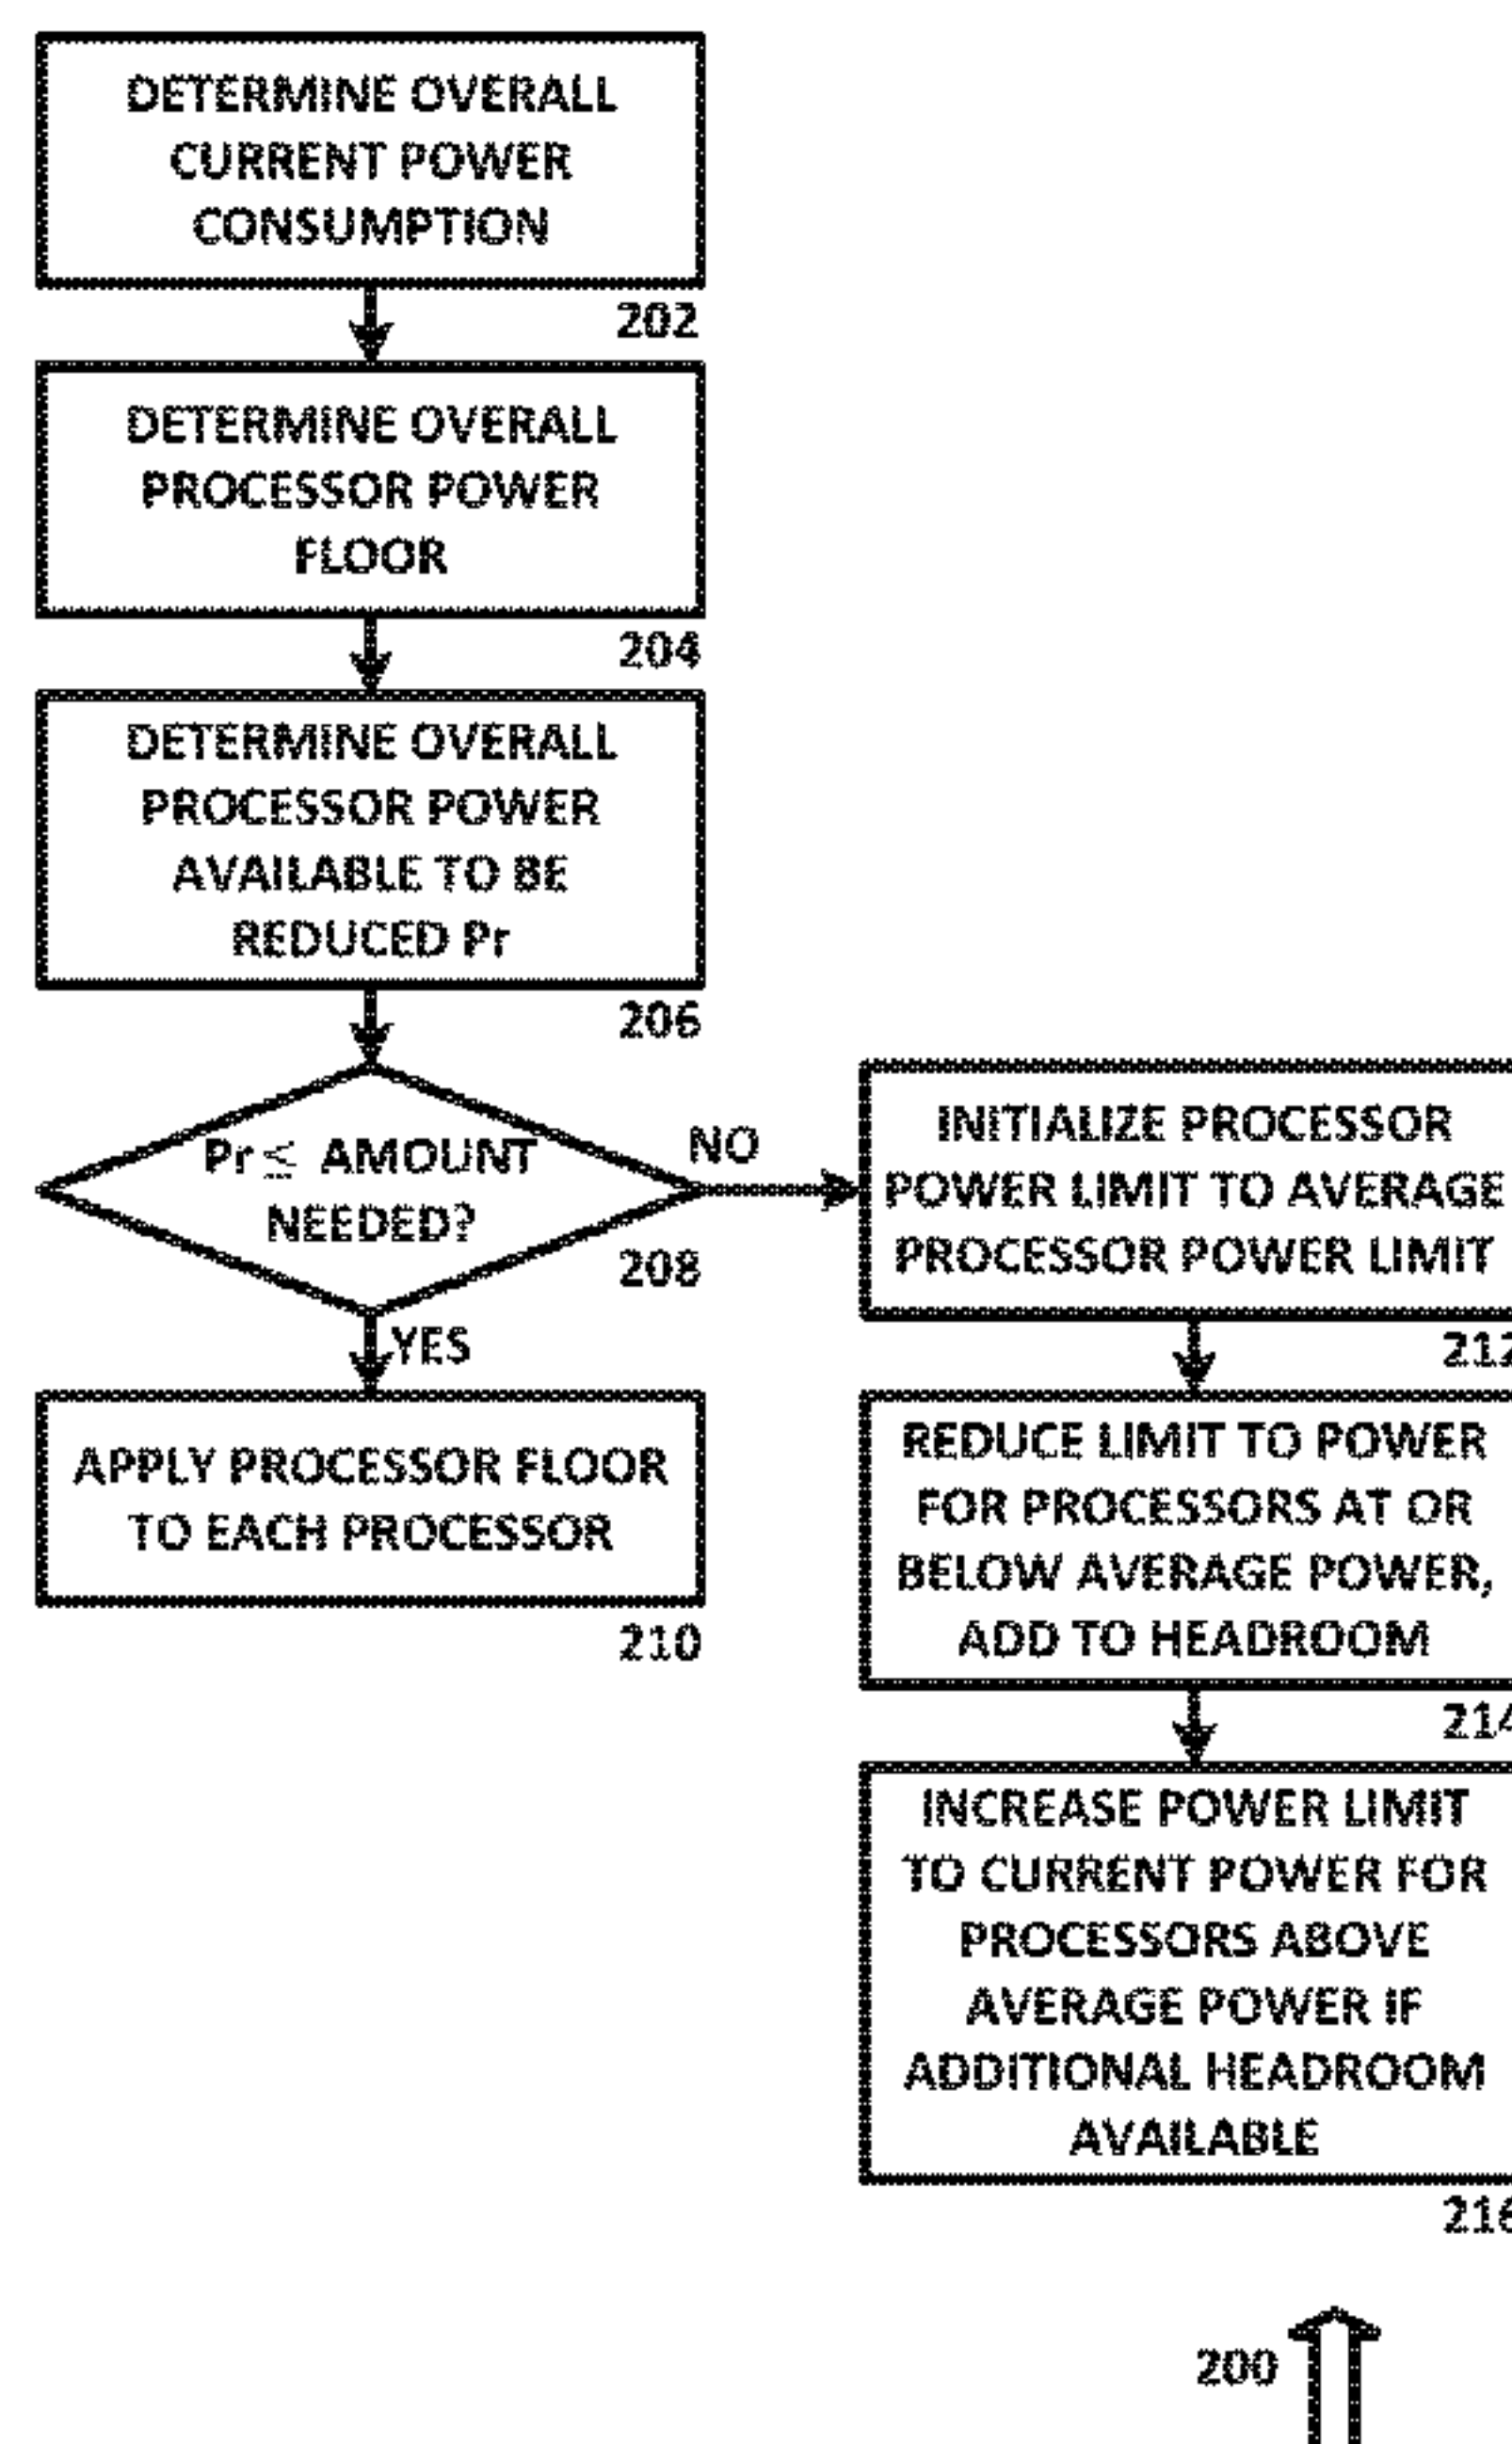 DETERMINE OVERALL
CURRENT POWER
CONSUMPTION
202
DETERMINE OVERALL
PROCESSOR POWER
FLOOR
204
DETERMINE OVERALL
PROCESSOR POWER
AVAILABLE TO BE
REDUCED Pr
206
Pr ≤ AMOUNT
NEEDED?
208
NO
YES
APPLY PROCESSOR FLOOR
TO EACH PROCESSOR
210
INITIALIZE PROCESSOR
POWER LIMIT TO AVERAGE
PROCESSOR POWER LIMIT
212
REDUCE LIMIT TO POWER
FOR PROCESSORS AT OR
BELOW AVERAGE POWER,
ADD TO HEADROOM
214
INCREASE POWER LIMIT
TO CURRENT POWER FOR
PROCESSORS ABOVE
AVERAGE POWER IF
ADDITIONAL HEADROOM
AVAILABLE
216
200